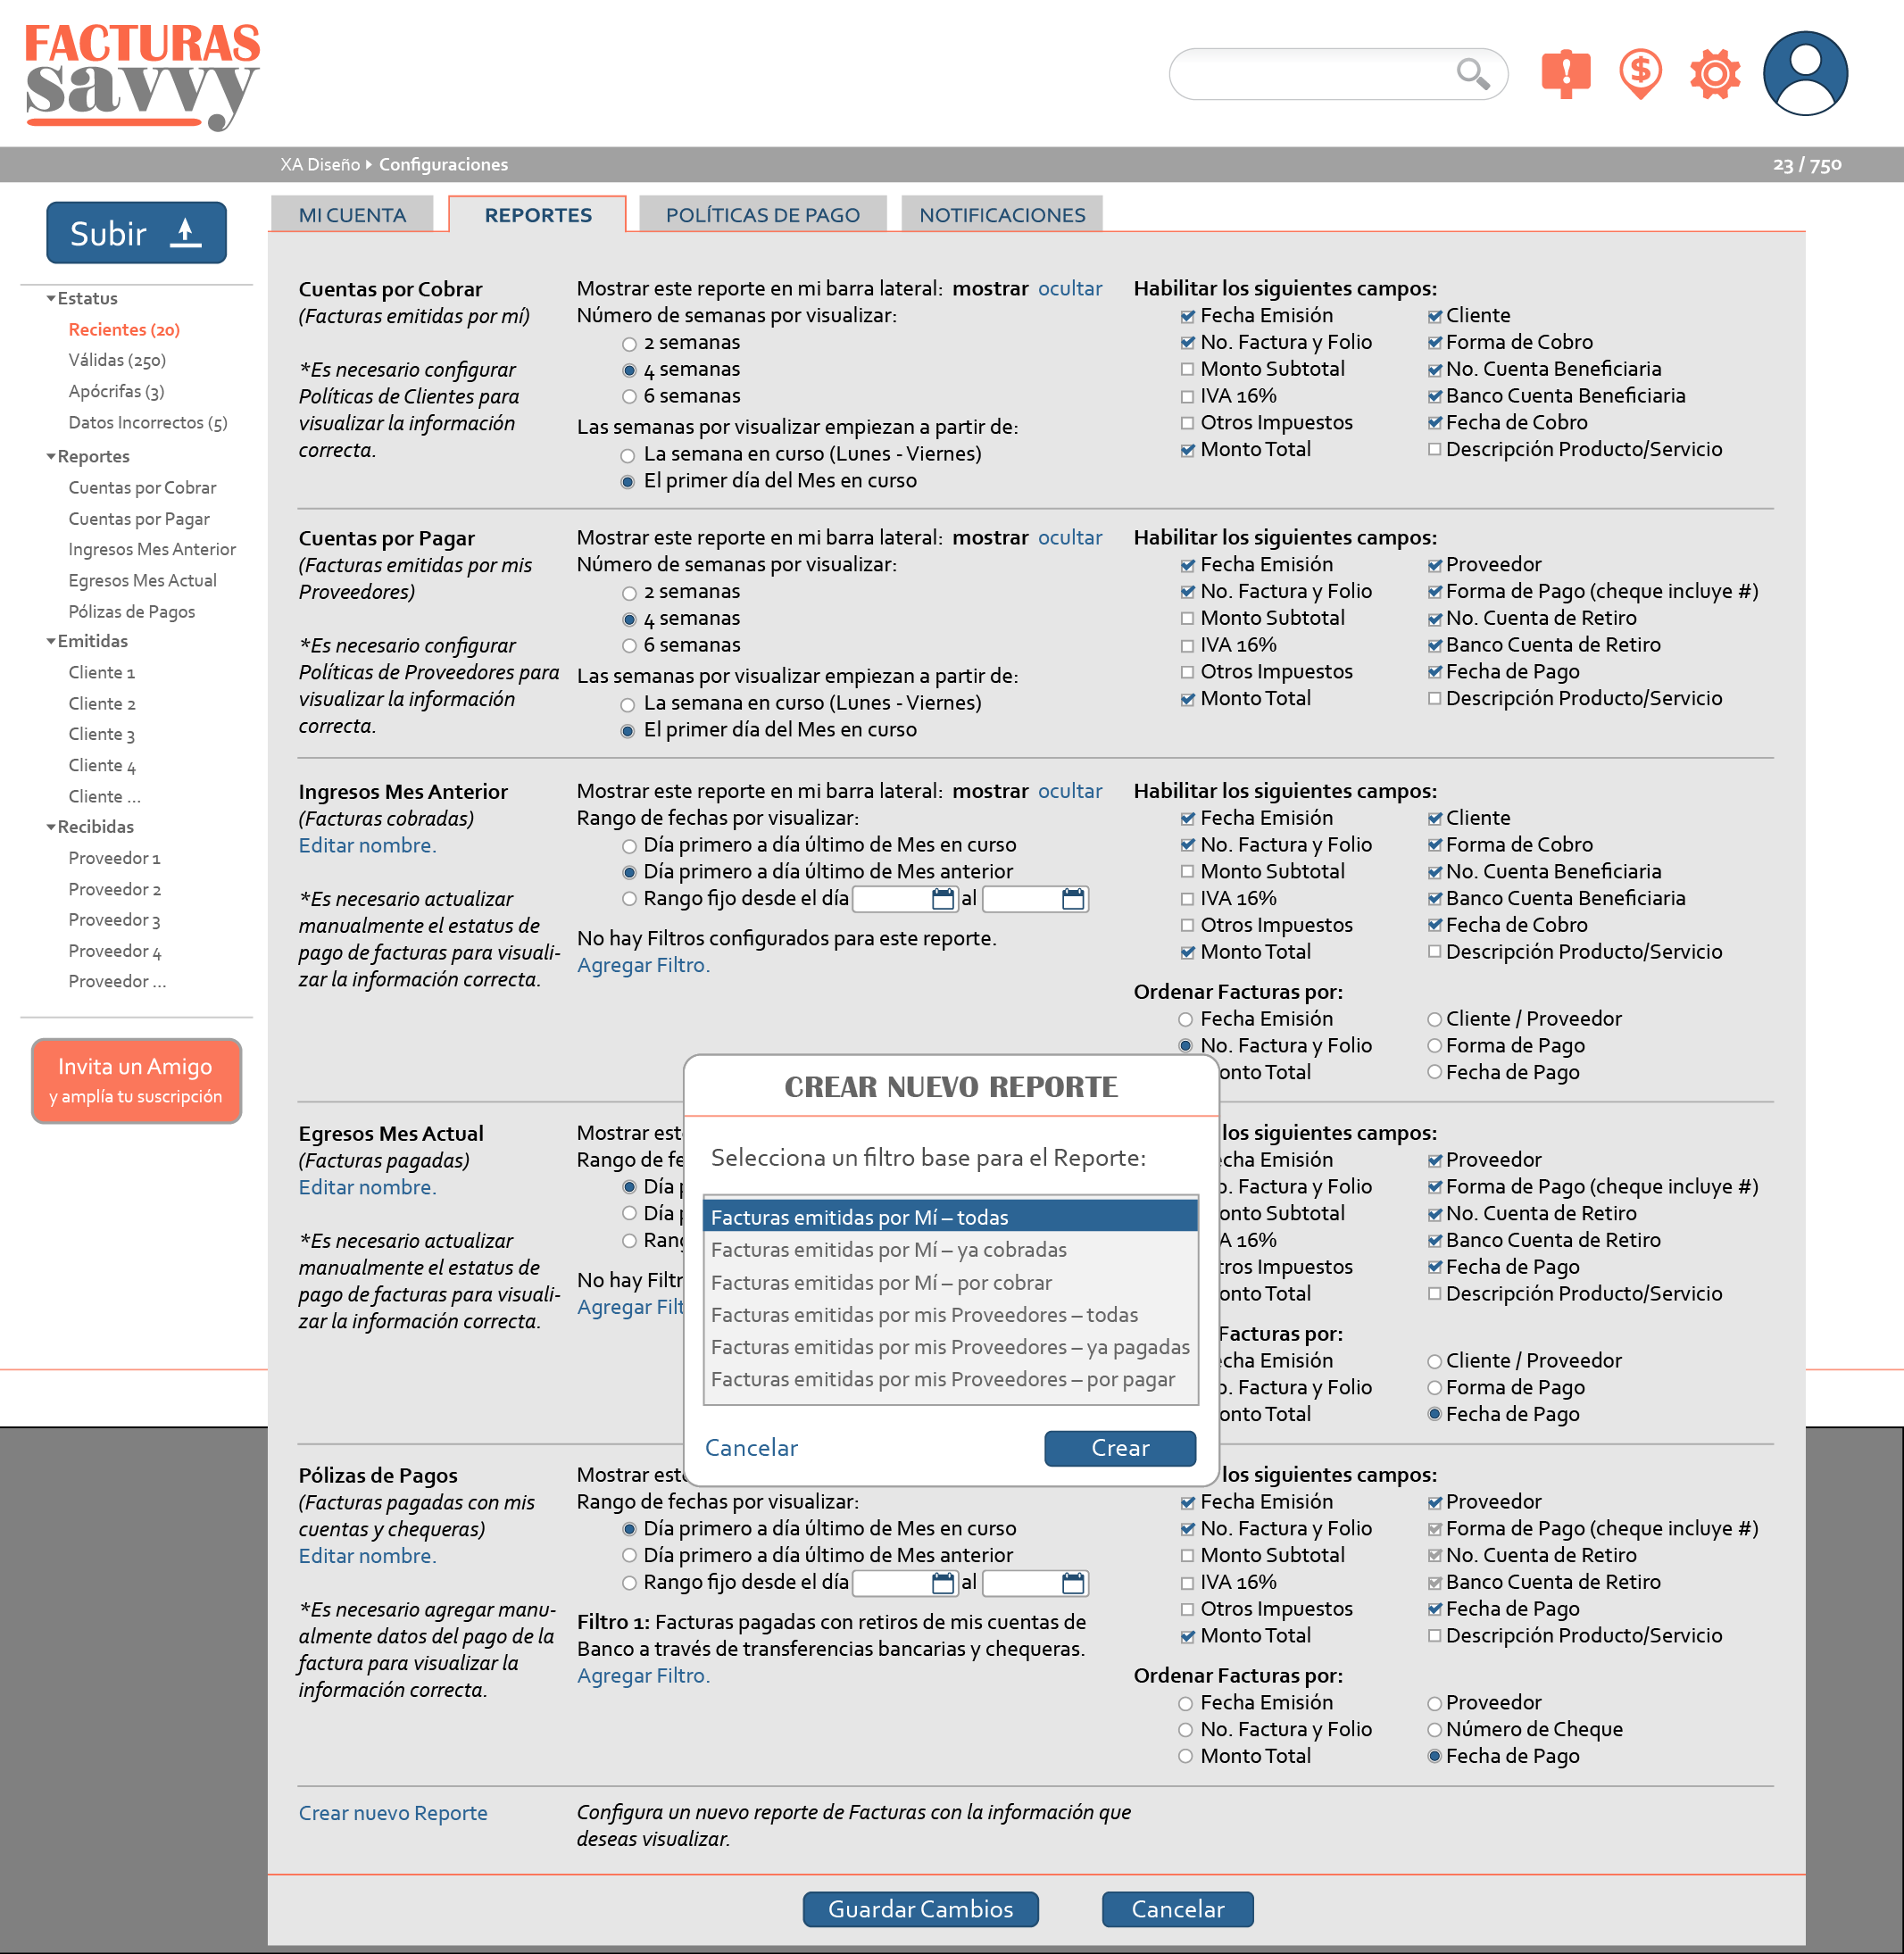 FACTURAS
savvy
XA Diseño Configuraciones
23 / 750
Subir
Estatus
Recientes (20)
Válidas (250)
Apócrifas (3)
Datos Incorrectos (5)
Reportes
Cuentas por Cobrar
Cuentas por Pagar
Ingresos Mes Anterior
Egresos Mes Actual
Pólizas de Pagos
Emitidas
Cliente 1
Cliente 2
Cliente 3
Cliente 4
Cliente ...
Recibidas
Proveedor 1
Proveedor 2
Proveedor 3
Proveedor 4
Proveedor ...
Invita un Amigo
y amplía tu suscripción
MI CUENTA
REPORTES
POLÍTICAS DE PAGO
NOTIFICACIONES
Cuentas por Cobrar
(Facturas emitidas por mí)
*Es necesario configurar
Políticas de Clientes para
visualizar la información
correcta.
Mostrar este reporte en mi barra lateral: mostrar ocultar
Número de semanas por visualizar:
2 semanas
4 semanas
6 semanas
Las semanas por visualizar empiezan a partir de:
La semana en curso (Lunes - Viernes)
El primer día del Mes en curso
Habilitar los siguientes campos:
Fecha Emisión
No. Factura y Folio
Monto Subtotal
IVA 16%
Otros Impuestos
Monto Total
Cliente
Forma de Cobro
No. Cuenta Beneficiaria
Banco Cuenta Beneficiaria
Fecha de Cobro
Descripción Producto/Servicio
Cuentas por Pagar
(Facturas emitidas por mis
Proveedores)
*Es necesario configurar
Políticas de Proveedores para
visualizar la información
correcta.
Mostrar este reporte en mi barra lateral: mostrar ocultar
Número de semanas por visualizar:
2 semanas
4 semanas
6 semanas
Las semanas por visualizar empiezan a partir de:
La semana en curso (Lunes - Viernes)
El primer día del Mes en curso
Habilitar los siguientes campos:
Fecha Emisión
No. Factura y Folio
Monto Subtotal
IVA 16%
Otros Impuestos
Monto Total
Proveedor
Forma de Pago (cheque incluye #)
No. Cuenta de Retiro
Banco Cuenta de Retiro
Fecha de Pago
Descripción Producto/Servicio
Ingresos Mes Anterior
(Facturas cobradas)
Editar nombre.
*Es necesario actualizar
manualmente el estatus de
pago de facturas para visuali-
zar la información correcta.
Mostrar este reporte en mi barra lateral: mostrar ocultar
Rango de fechas por visualizar:
Día primero a día último de Mes en curso
Día primero a día último de Mes anterior
Rango fijo desde el día al
No hay Filtros configurados para este reporte.
Agregar Filtro.
Habilitar los siguientes campos:
Fecha Emisión
No. Factura y Folio
Monto Subtotal
IVA 16%
Otros Impuestos
Monto Total
Cliente
Forma de Cobro
No. Cuenta Beneficiaria
Banco Cuenta Beneficiaria
Fecha de Cobro
Descripción Producto/Servicio
Ordenar Facturas por:
Fecha Emisión
No. Factura y Folio
onto Total
Cliente / Proveedor
Forma de Pago
Fecha de Pago
CREAR NUEVO REPORTE
Selecciona un filtro base para el Reporte:
Facturas emitidas por Mí – todas
Facturas emitidas por Mí – ya cobradas
Facturas emitidas por Mí – por cobrar
Facturas emitidas por mis Proveedores – todas
Facturas emitidas por mis Proveedores – ya pagadas
Facturas emitidas por mis Proveedores – por pagar
Cancelar
Crear
Egresos Mes Actual
(Facturas pagadas)
Editar nombre.
*Es necesario actualizar
manualmente el estatus de
pago de facturas para visuali-
zar la información correcta.
Mostrar est
Rango de fe
Día
Día
Ran
No hay Filtr
Agregar Filt
los siguientes campos:
cha Emisión
o. Factura y Folio
onto Subtotal
A 16%
tros Impuestos
onto Total
Proveedor
Forma de Pago (cheque incluye #)
No. Cuenta de Retiro
Banco Cuenta de Retiro
Fecha de Pago
Descripción Producto/Servicio
Facturas por:
cha Emisión
o. Factura y Folio
onto Total
Cliente / Proveedor
Forma de Pago
Fecha de Pago
Pólizas de Pagos
(Facturas pagadas con mis
cuentas y chequeras)
Editar nombre.
*Es necesario agregar manu-
almente datos del pago de la
factura para visualizar la
información correcta.
Mostrar est
Rango de fechas por visualizar:
Día primero a día último de Mes en curso
Día primero a día último de Mes anterior
Rango fijo desde el día al
Filtro 1: Facturas pagadas con retiros de mis cuentas de
Banco a través de transferencias bancarias y chequeras.
Agregar Filtro.
los siguientes campos:
Fecha Emisión
No. Factura y Folio
Monto Subtotal
IVA 16%
Otros Impuestos
Monto Total
Proveedor
Forma de Pago (cheque incluye #)
No. Cuenta de Retiro
Banco Cuenta de Retiro
Fecha de Pago
Descripción Producto/Servicio
Ordenar Facturas por:
Fecha Emisión
No. Factura y Folio
Monto Total
Proveedor
Número de Cheque
Fecha de Pago
Crear nuevo Reporte
Configura un nuevo reporte de Facturas con la información que
deseas visualizar.
Guardar Cambios
Cancelar